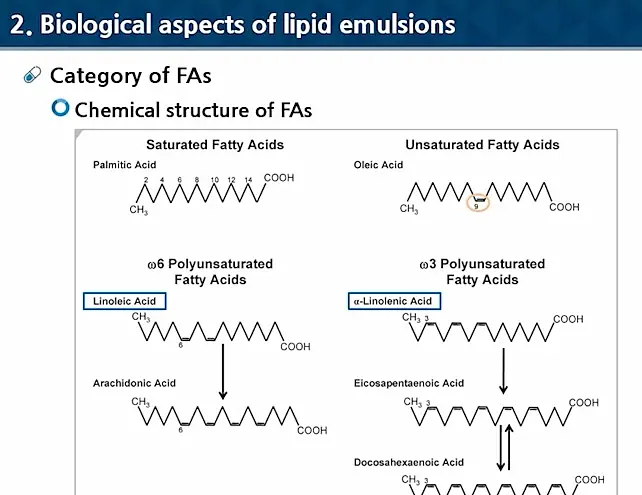 2. Biological aspects of lipid emulsions
Category of FAs
Chemical structure of FAs
Saturated Fatty Acids
Palmitic Acid
2 4 6 8 10 12 14
COOH
CH3
Unsaturated Fatty Acids
Oleic Acid
9
CH3
COOH
ω6 Polyunsaturated
Fatty Acids
Linoleic Acid
CH3
6
COOH
Arachidonic Acid
CH3
6
COOH
ω3 Polyunsaturated
Fatty Acids
α-Linolenic Acid
CH3 3
COOH
Eicosapentaenoic Acid
CH3 3
COOH
Docosahexaenoic Acid
CH3 3
COOH